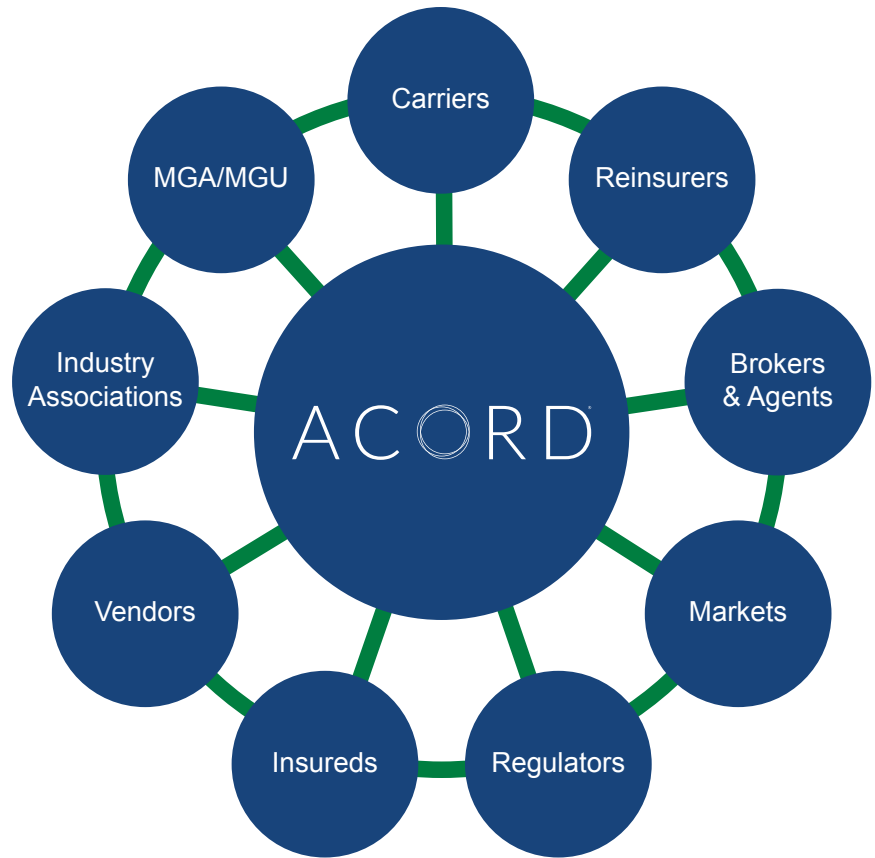 Carriers
MGA/MGU
Reinsurers
Industry
Associations
Brokers
& Agents
ACORD
Vendors
Markets
Insureds
Regulators